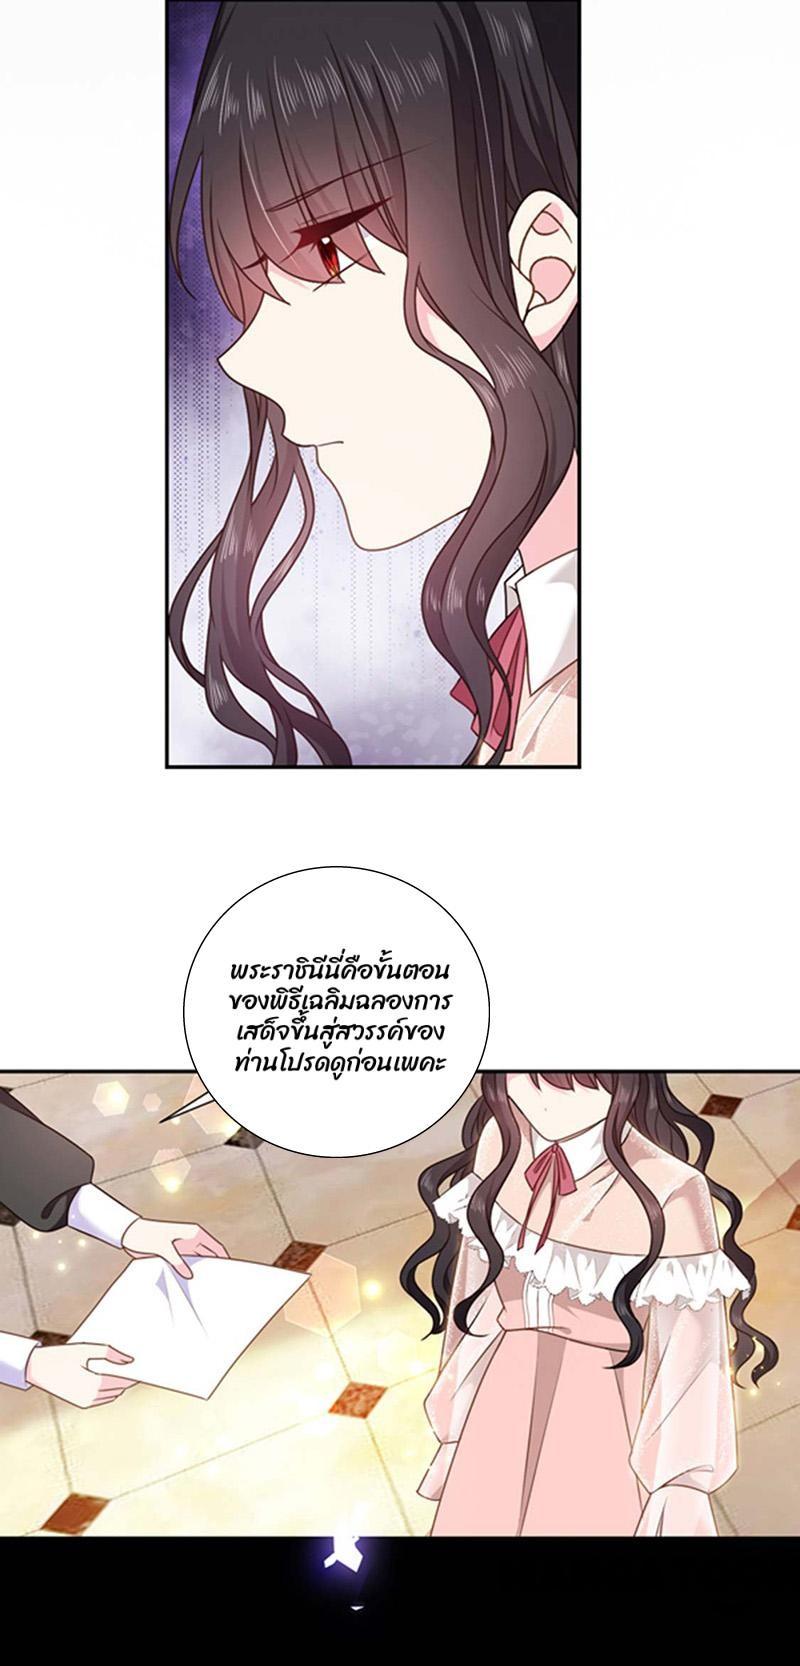 พระราชินีนี่คือขั้นตอน
ของพิธีเฉลิมฉลองการ
เสด็จขึ้นสู่สวรรค์ของ
ท่านโปรดดูก่อนเพคะ